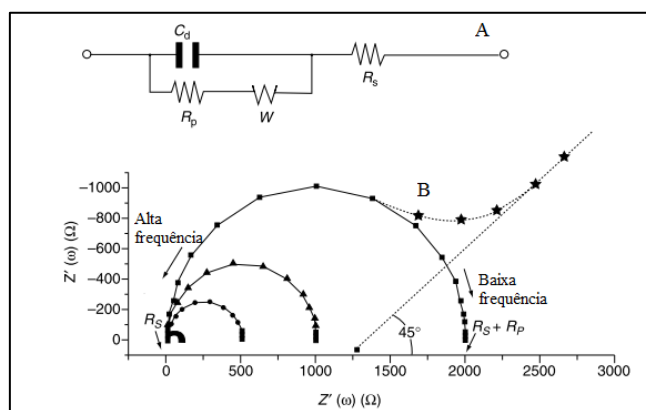 A
C_d
R_s
R_p
W
B
Alta
frequência
Baixa
frequência
R_S
R_S + R_P
45°
-1000
-800
-600
-400
-200
0
Z' (ω) (Ω)
0
500
1000
1500
2000
2500
3000
Z' (ω) (Ω)